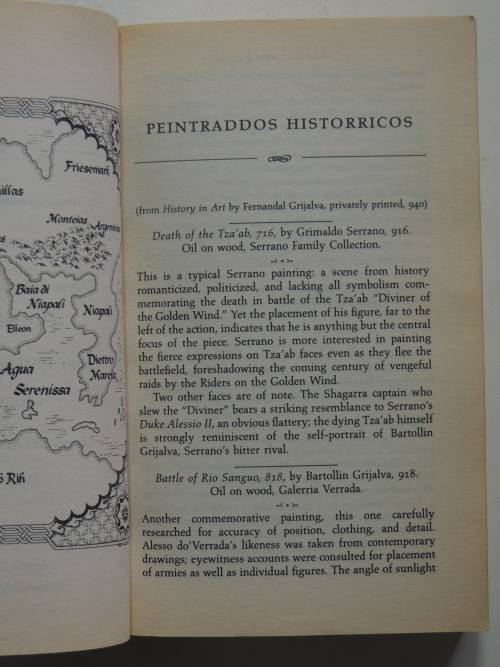 Friesemark
illas
Monteias
Baia di
Niapali
Niapali
Elleon
Diettro
Mareia
Agua
Serenissa
Rih
PEINTRADDOS HISTORRICOS
(from History in Art by Fernandal Grijalva, privately printed, 940)
Death of the Tza'ab, 716, by Grimaldo Serrano, 916.
Oil on wood, Serrano Family Collection.
This is a typical Serrano painting: a scene from history
romanticized, politicized, and lacking all symbolism com-
memorating the death in battle of the Tza'ab "Diviner of
the Golden Wind." Yet the placement of his figure, far to the
left of the action, indicates that he is anything but the central
focus of the piece. Serrano is more interested in painting
the fierce expressions on Tza'ab faces even as they flee the
battlefield, foreshadowing the coming century of vengeful
raids by the Riders on the Golden Wind.
Two other faces are of note. The Shagarra captain who
slew the "Diviner" bears a striking resemblance to Serrano's
Duke Alessio II, an obvious flattery; the dying Tza'ab himself
is strongly reminiscent of the self-portrait of Bartollin
Grijalva, Serrano's bitter rival.
Battle of Rio Sanguo, 818, by Bartollin Grijalva, 918.
Oil on wood, Galerria Verrada.
Another commemorative painting, this one carefully
researched for accuracy of position, clothing, and detail.
Alesso do'Verrada's likeness was taken from contemporary
drawings; eyewitness accounts were consulted for placement
of armies as well as individual figures. The angle of sunlight